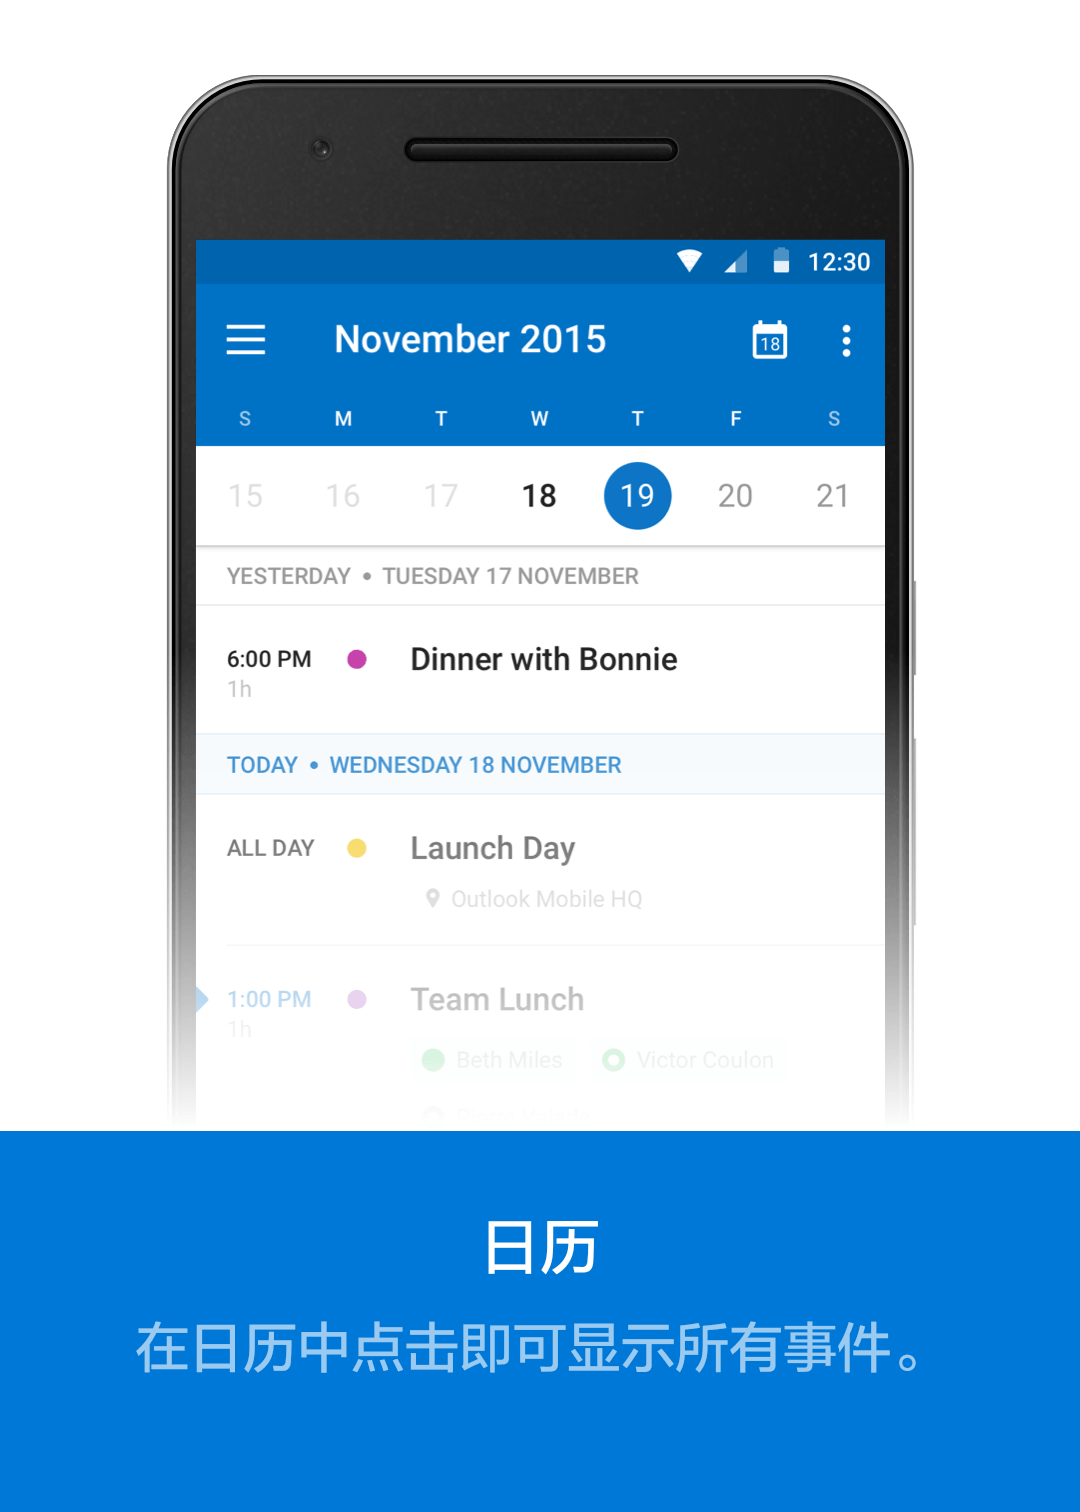 12:30
November 2015
18
S M T W T F S
15 16 17 18 19 20 21
YESTERDAY • TUESDAY 17 NOVEMBER
6:00 PM Dinner with Bonnie
1h
TODAY • WEDNESDAY 18 NOVEMBER
ALL DAY Launch Day
Outlook Mobile HQ
1:00 PM Team Lunch
1h
Beth Miles Victor Coulon
日历
在日历中点击即可显示所有事件。